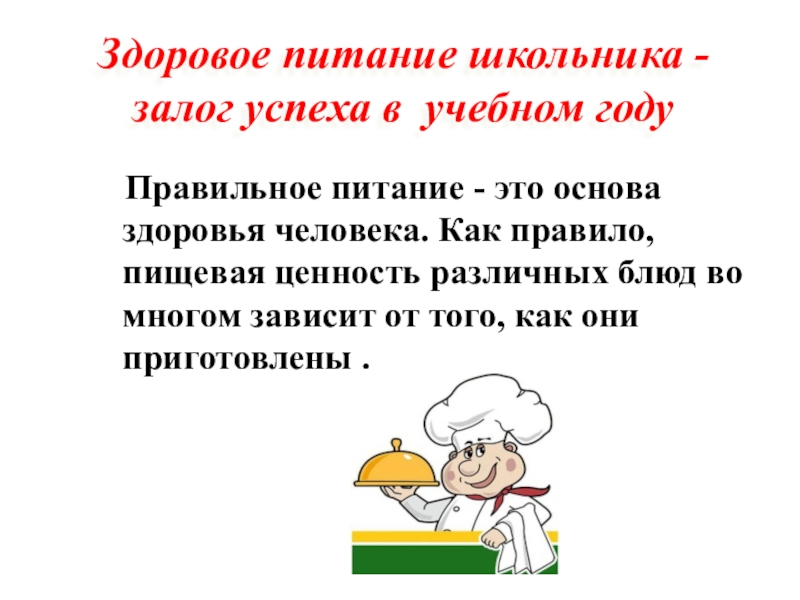 Здоровое питание школьника -
залог успеха в учебном году
Правильное питание - это основа
здоровья человека. Как правило,
пищевая ценность различных блюд во
многом зависит от того, как они
приготовлены .